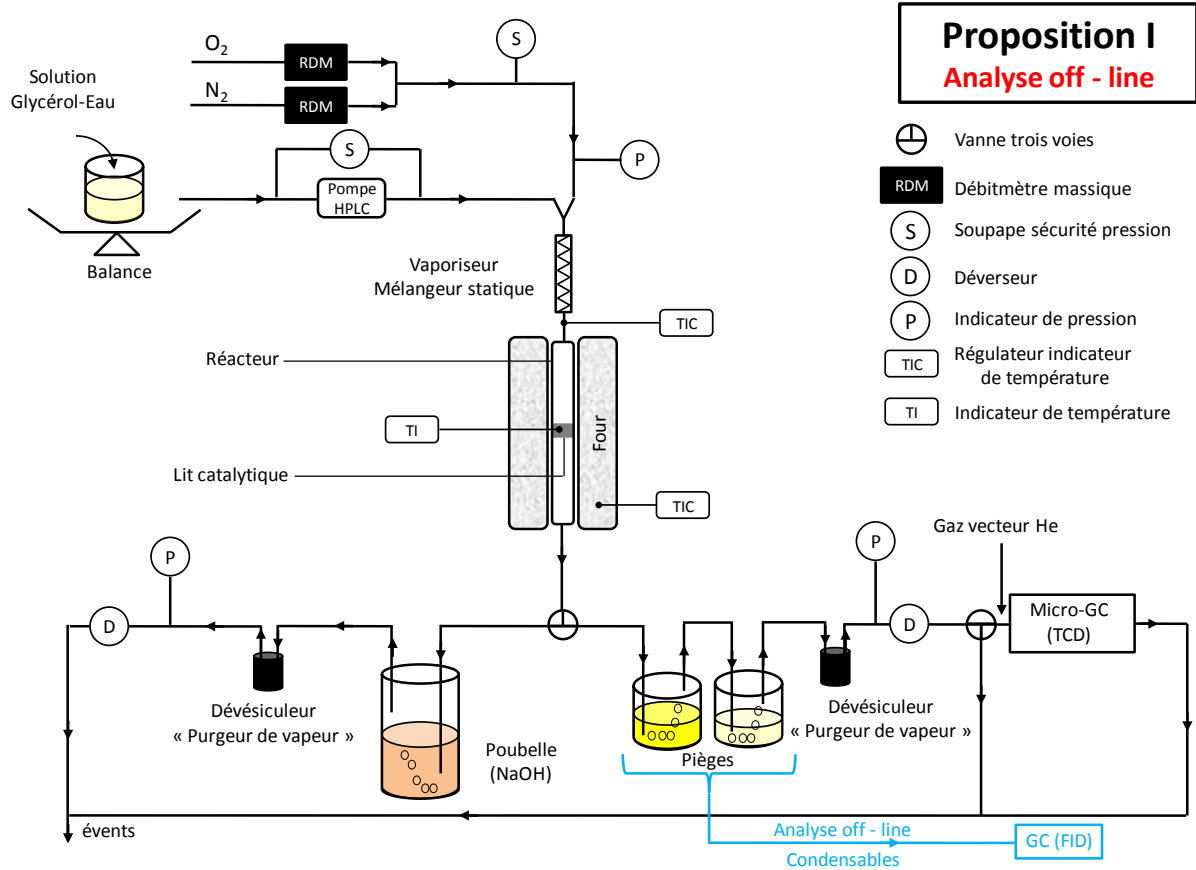 Proposition I
Analyse off - line
Vanne trois voies
RDM
Débitmètre massique
S
Soupape sécurité pression
D
Déverseur
P
Indicateur de pression
TIC
Régulateur indicateur
de température
TI
Indicateur de température
O2
RDM
N2
RDM
S
Solution
Glycérol-Eau
S
P
Pompe
HPLC
Balance
Vaporiseur
Mélangeur statique
TIC
Réacteur
TI
Four
Lit catalytique
TIC
Gaz vecteur He
P
P
D
D
Micro-GC
(TCD)
Dévésiculeur
« Purgeur de vapeur »
Poubelle
(NaOH)
Pièges
Dévésiculeur
« Purgeur de vapeur »
évents
Analyse off - line
Condensables
GC (FID)